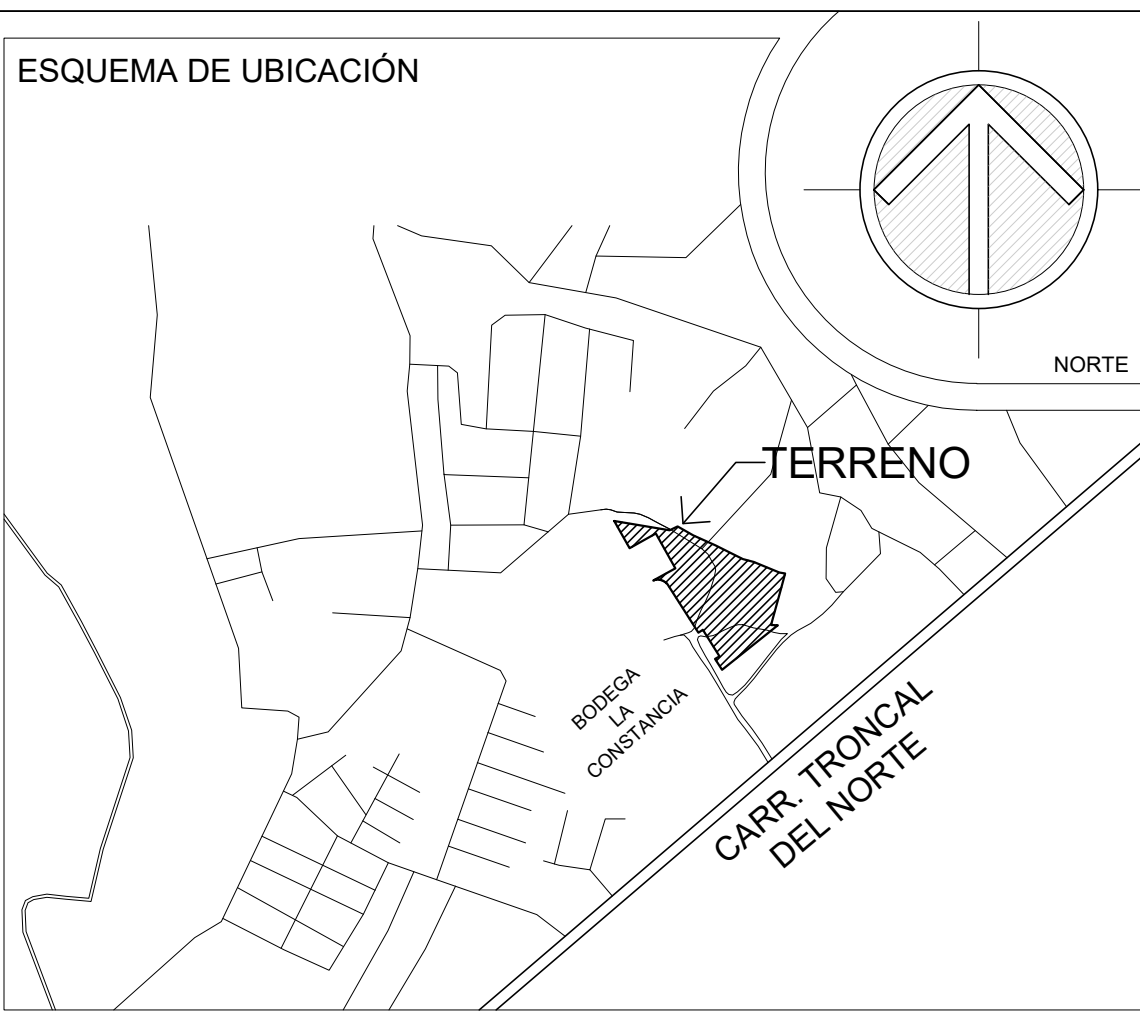 ESQUEMA DE UBICACIÓN
NORTE
TERRENO
BODEGA
LA
CONSTANCIA
CARR. TRONCAL
DEL NORTE